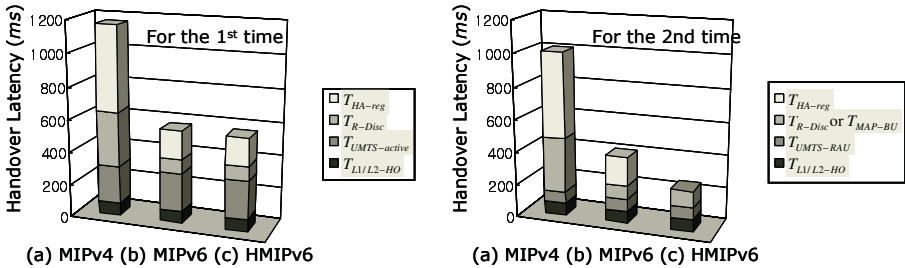 Handover Latency (ms)
1200
1000
800
600
400
200
0
For the 1st time
T_HA-reg
T_R-Disc
T_UMTS-active
T_L1/L2-HO
(a) MIPv4 (b) MIPv6 (c) HMIPv6
Handover Latency (ms)
1200
1000
800
600
400
200
0
For the 2nd time
T_HA-reg
T_R-Disc or T_MAP-BU
T_UMTS-RAU
T_L1/L2-HO
(a) MIPv4 (b) MIPv6 (c) HMIPv6